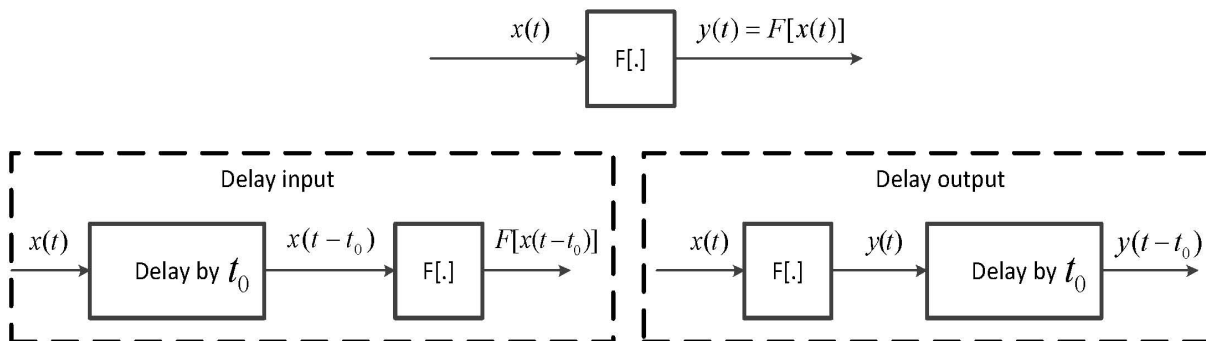 x(t) F[.] y(t) = F[x(t)]
Delay input
x(t) Delay by t₀ x(t − t₀) F[.] F[x(t−t₀)]
Delay output
x(t) F[.] y(t) Delay by t₀ y(t − t₀)